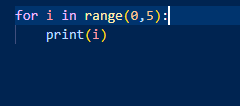 for i in range(0,5):
    print(i)